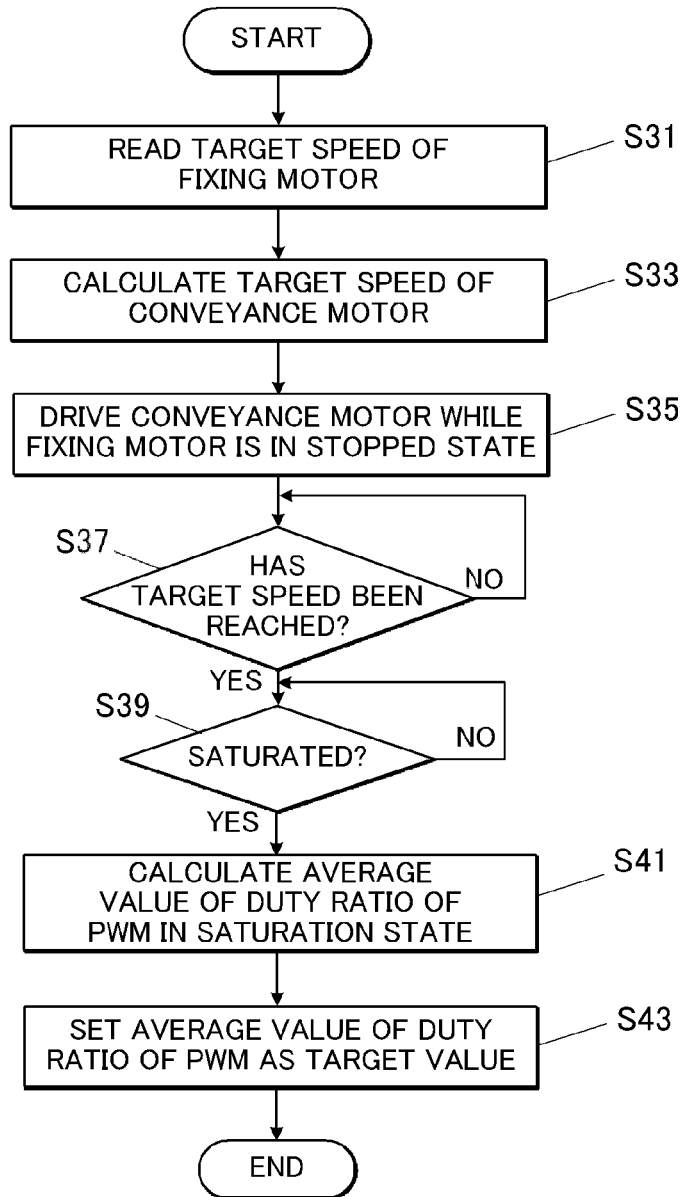 START
READ TARGET SPEED OF
FIXING MOTOR
S31
CALCULATE TARGET SPEED OF
CONVEYANCE MOTOR
S33
DRIVE CONVEYANCE MOTOR WHILE
FIXING MOTOR IS IN STOPPED STATE
S35
S37
HAS
TARGET SPEED BEEN
REACHED?
NO
YES
S39
SATURATED?
NO
YES
CALCULATE AVERAGE
VALUE OF DUTY RATIO OF
PWM IN SATURATION STATE
S41
SET AVERAGE VALUE OF DUTY
RATIO OF PWM AS TARGET VALUE
S43
END